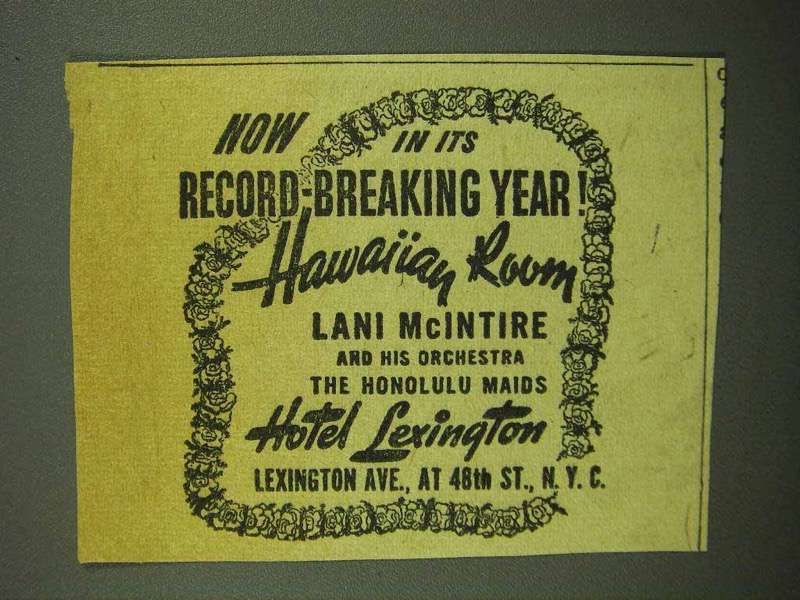 NOW IN ITS
RECORD-BREAKING YEAR!
Hawaiian Room
LANI McINTIRE
AND HIS ORCHESTRA
THE HONOLULU MAIDS
Hotel Lexington
LEXINGTON AVE., AT 48th ST., N. Y. C.